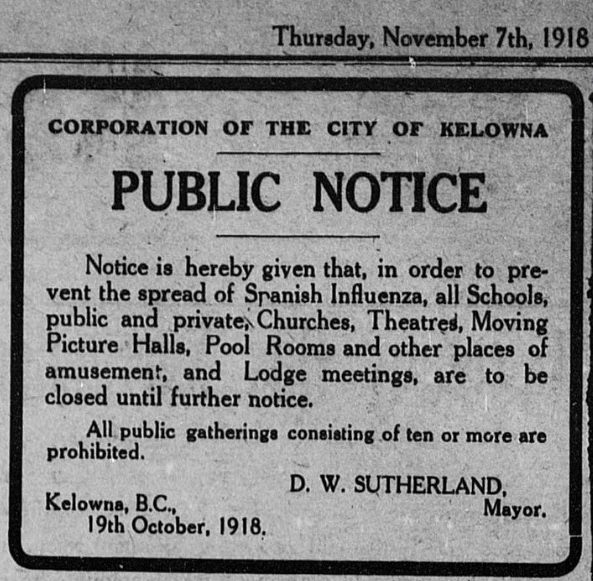 Thursday, November 7th, 1918
CORPORATION OF THE CITY OF KELOWNA
PUBLIC NOTICE
Notice is hereby given that, in order to pre-
vent the spread of Spanish Influenza, all Schools,
public and private, Churches, Theatres, Moving
Picture Halls, Pool Rooms and other places of
amusement, and Lodge meetings, are to be
closed until further notice.
All public gatherings consisting of ten or more are
prohibited.
D. W. SUTHERLAND,
Mayor.
Kelowna, B.C.,
19th October, 1918.